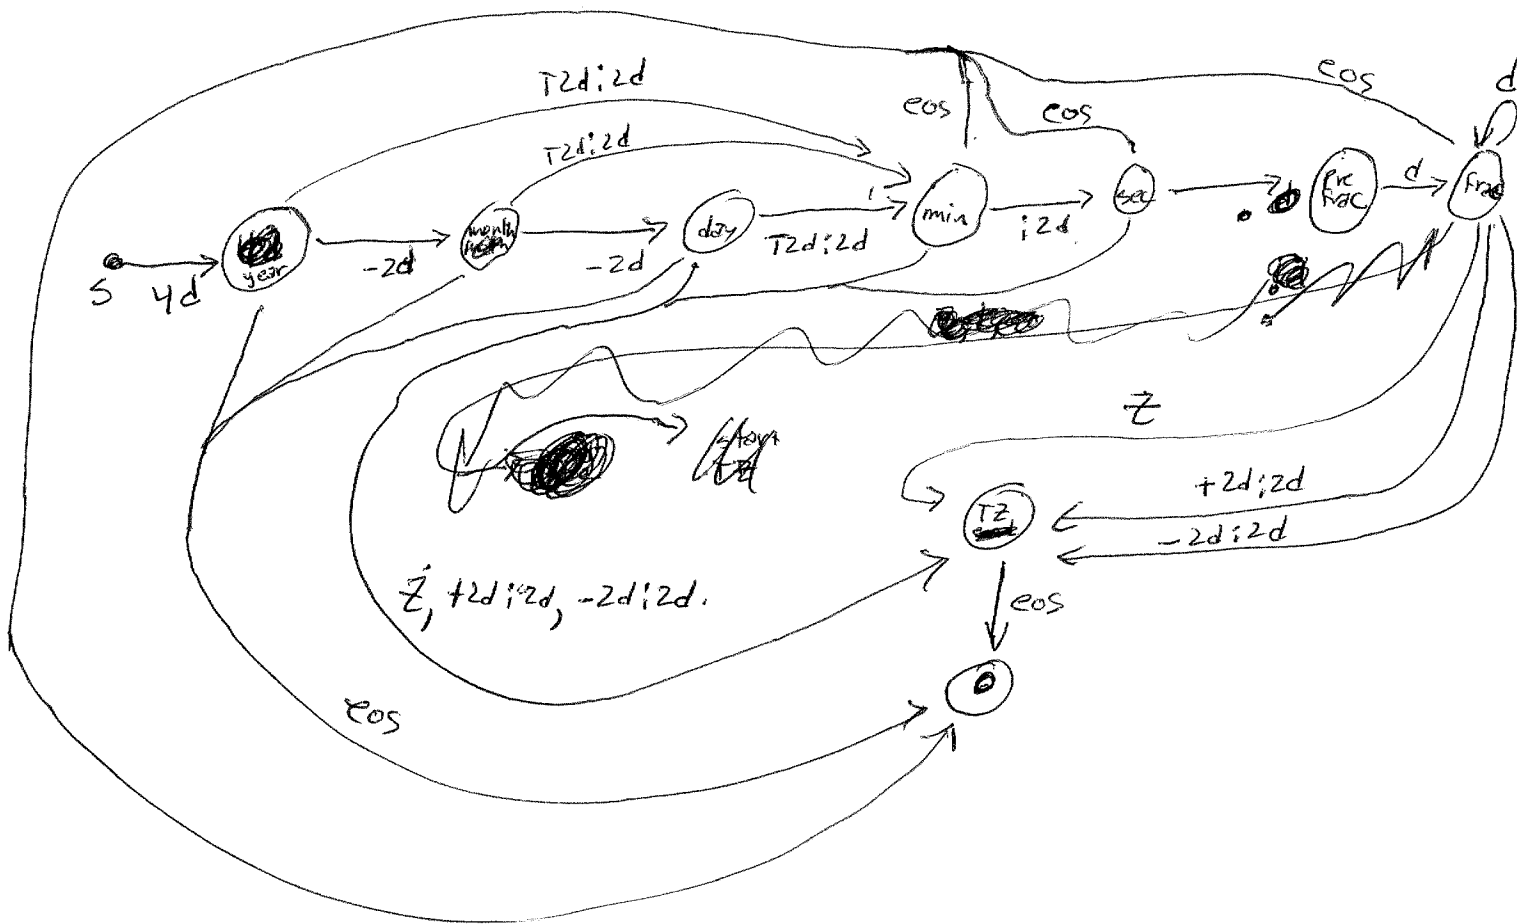 T2d:2d
eos
eos
eos
d
T2d:2d
year
month
day
min
sec
pre
frac
d
frac
S
4d
-2d
-2d
T2d:2d
:2d
.
Z
+2d:2d
-2d:2d
TZ
Z, +2d:2d, -2d:2d.
eos
eos